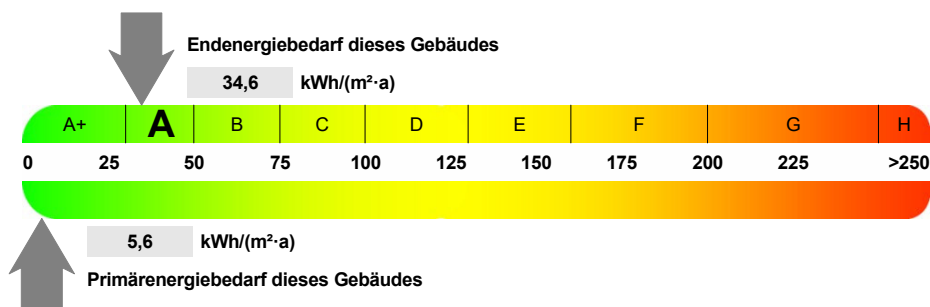 Endenergiebedarf dieses Gebäudes
34,6 kWh/(m²·a)
A+ A B C D E F G H
0 25 50 75 100 125 150 175 200 225 >250
5,6 kWh/(m²·a)
Primärenergiebedarf dieses Gebäudes